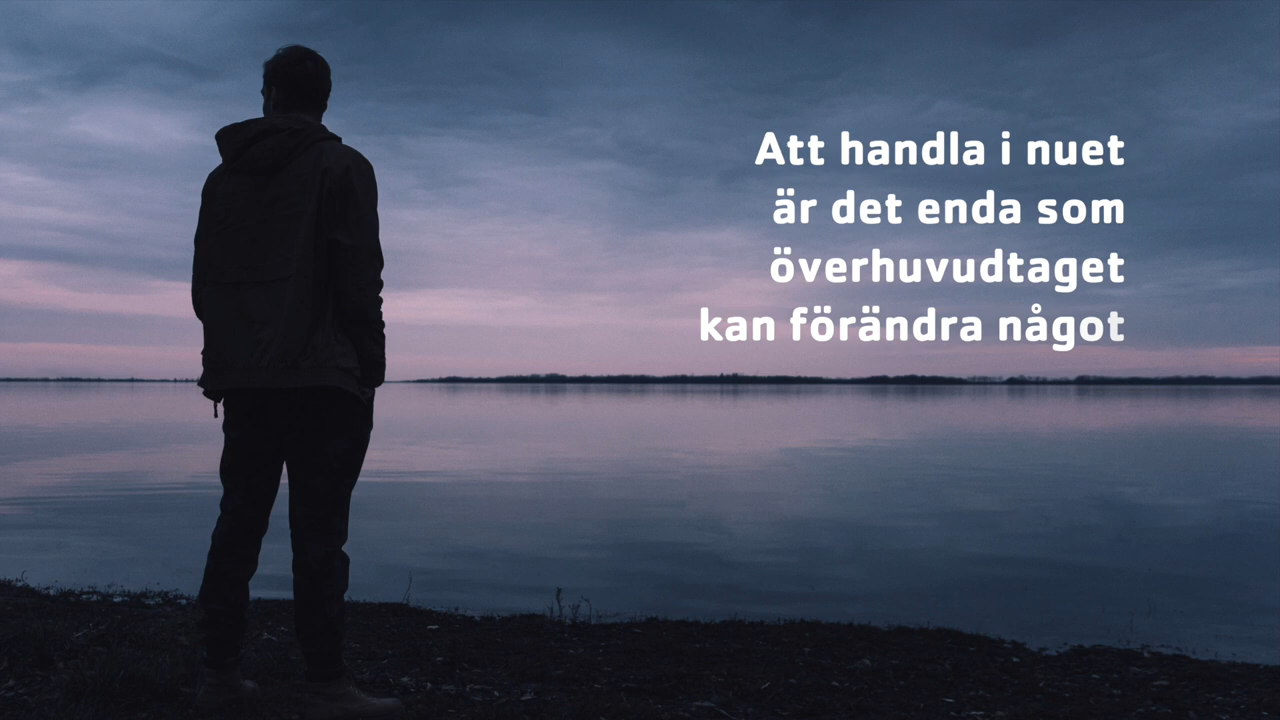 Att handla i nuet
är det enda som
överhuvudtaget
kan förändra något